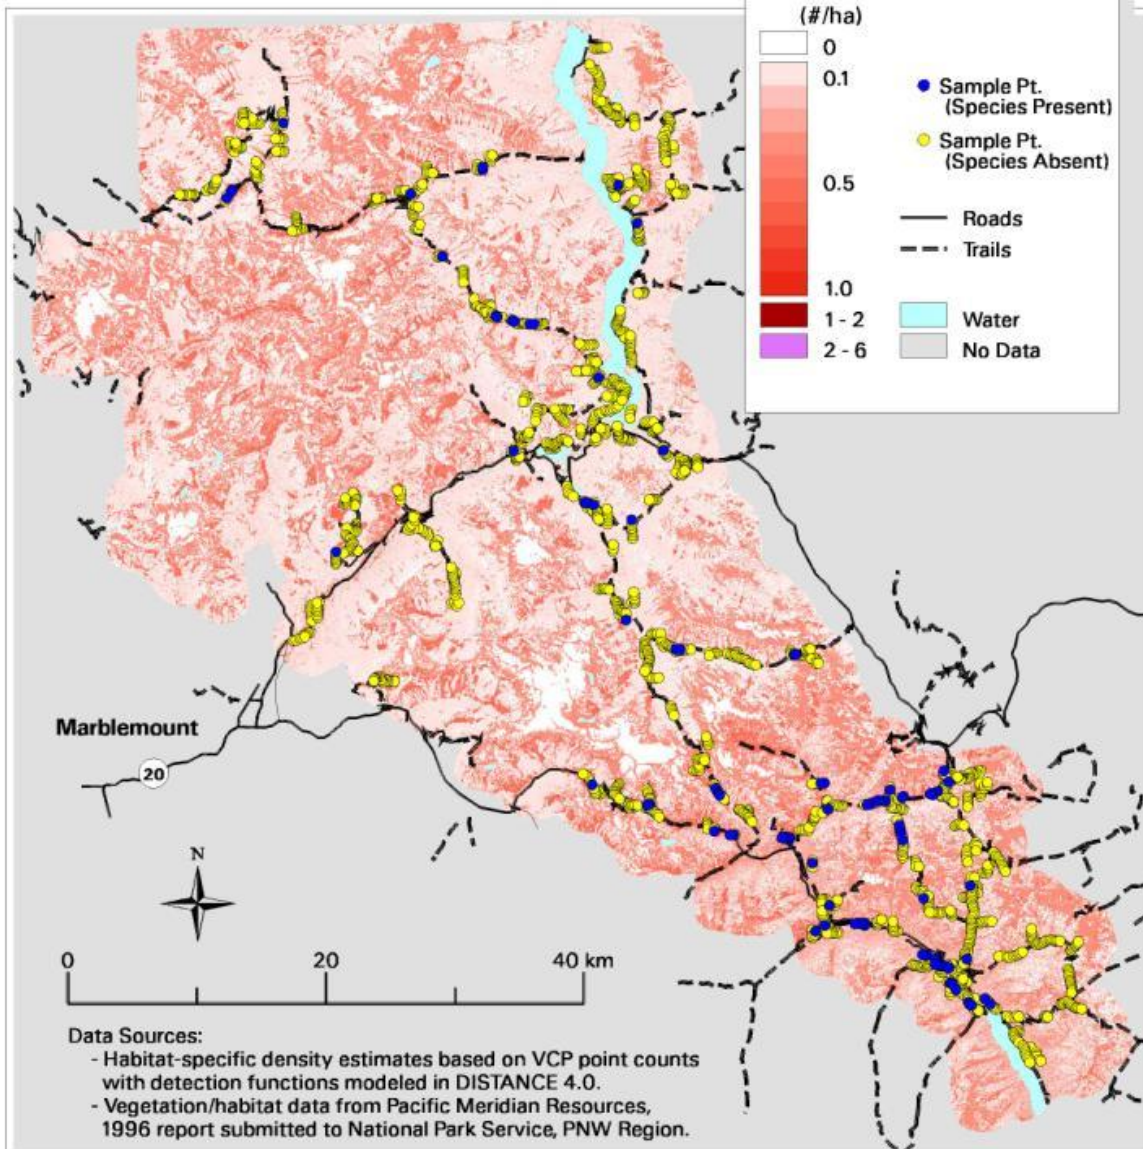 (#/ha)
0
0.1
0.5
1.0
1 - 2
2 - 6
Sample Pt.
(Species Present)
Sample Pt.
(Species Absent)
Roads
Trails
Water
No Data
Marblemount
20
N
0 20 40 km
Data Sources:
- Habitat-specific density estimates based on VCP point counts
with detection functions modeled in DISTANCE 4.0.
- Vegetation/habitat data from Pacific Meridian Resources,
1996 report submitted to National Park Service, PNW Region.